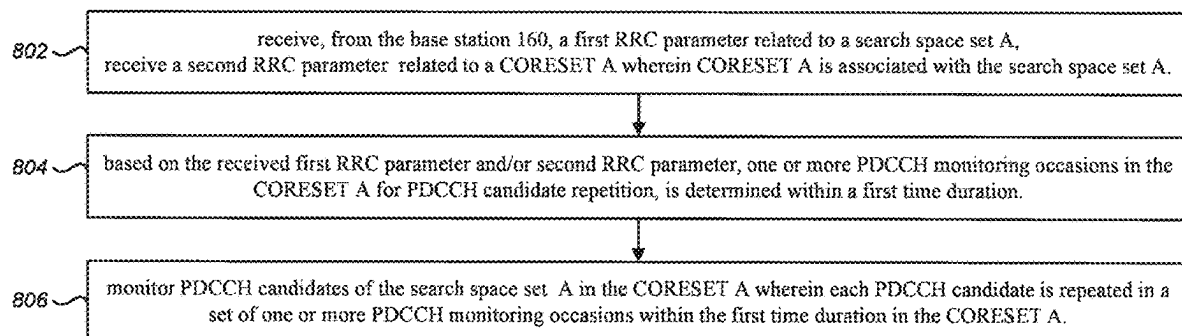 802
receive, from the base station 160, a first RRC parameter related to a search space set A,
receive a second RRC parameter related to a CORESET A wherein CORESET A is associated with the search space set A.
804
based on the received first RRC parameter and/or second RRC parameter, one or more PDCCH monitoring occasions in the
CORESET A for PDCCH candidate repetition, is determined within a first time duration.
806
monitor PDCCH candidates of the search space set A in the CORESET A wherein each PDCCH candidate is repeated in a
set of one or more PDCCH monitoring occasions within the first time duration in the CORESET A.